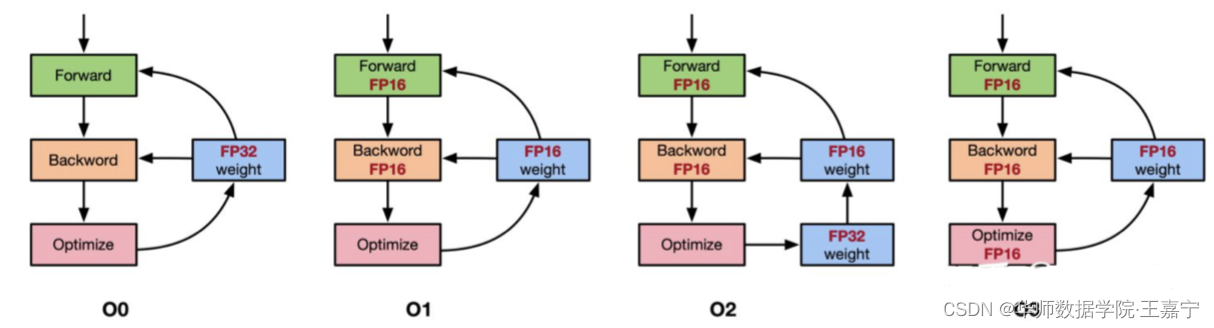 Forward
Backword
FP32
weight
Optimize
O0
Forward
FP16
Backword
FP16
FP16
weight
Optimize
O1
Forward
FP16
Backword
FP16
FP16
weight
Optimize
FP32
weight
O2
Forward
FP16
Backword
FP16
FP16
weight
Optimize
FP16
CSDN @华师数据学院·王嘉宁